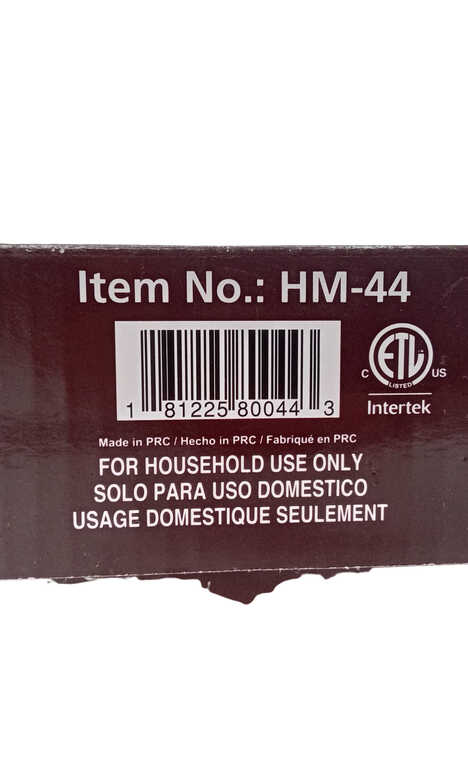 Item No.: HM-44
1 81225 80044 3
C ETL US
LISTED
Intertek
Made in PRC / Hecho in PRC / Fabriqué en PRC
FOR HOUSEHOLD USE ONLY
SOLO PARA USO DOMESTICO
USAGE DOMESTIQUE SEULEMENT